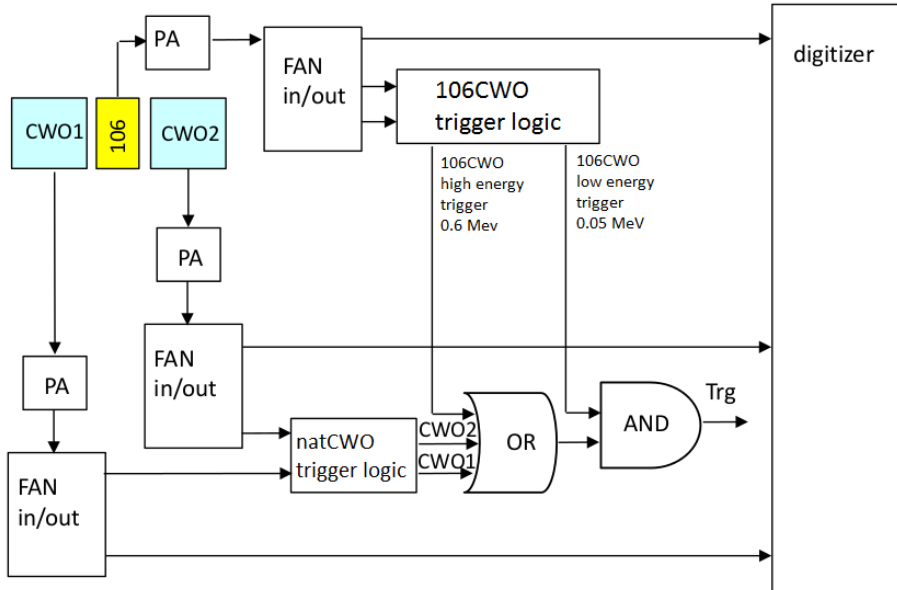 PA
FAN
in/out
digitizer
106CWO
trigger logic
CWO1
106
CWO2
106CWO
high energy
trigger
0.6 Mev
106CWO
low energy
trigger
0.05 MeV
PA
FAN
in/out
PA
Trg
AND
OR
natCWO
trigger logic
CWO2
CWO1
FAN
in/out